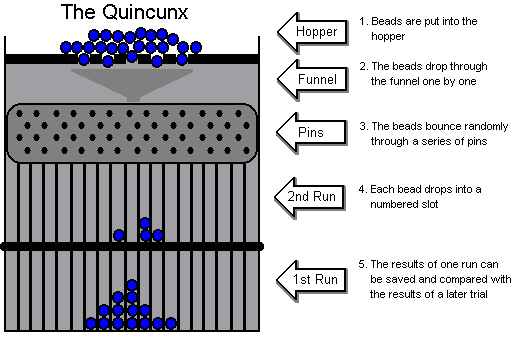 The Quincunx
Hopper
1. Beads are put into the
hopper
Funnel
2. The beads drop through
the funnel one by one
Pins
3. The beads bounce randomly
through a series of pins
2nd Run
4. Each bead drops into a
numbered slot
1st Run
5. The results of one run can
be saved and compared with
the results of a later trial